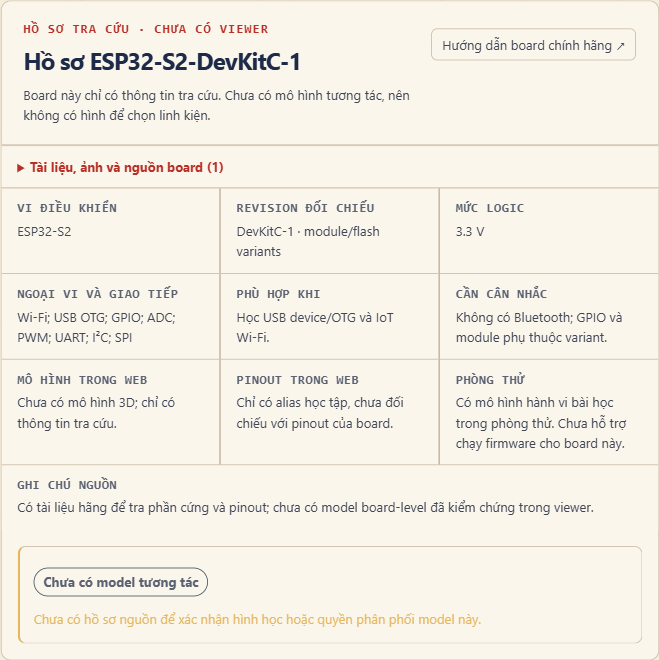 HỒ SƠ TRA CỨU · CHƯA CÓ VIEWER
Hồ sơ ESP32-S2-DevKitC-1
Hướng dẫn board chính hãng ↗
Board này chỉ có thông tin tra cứu. Chưa có mô hình tương tác, nên
không có hình để chọn linh kiện.
▶ Tài liệu, ảnh và nguồn board (1)
VI ĐIỀU KHIỂN
ESP32-S2
REVISION ĐỐI CHIẾU
DevKitC-1 · module/flash
variants
MỨC LOGIC
3.3 V
NGOẠI VI VÀ GIAO TIẾP
Wi-Fi; USB OTG; GPIO; ADC;
PWM; UART; I²C; SPI
PHÙ HỢP KHI
Học USB device/OTG và IoT
Wi-Fi.
CẦN CÂN NHẮC
Không có Bluetooth; GPIO và
module phụ thuộc variant.
MÔ HÌNH TRONG WEB
Chưa có mô hình 3D; chỉ có
thông tin tra cứu.
PINOUT TRONG WEB
Chỉ có alias học tập, chưa đối
chiếu với pinout của board.
PHÒNG THỬ
Có mô hình hành vi bài học
trong phòng thử. Chưa hỗ trợ
chạy firmware cho board này.
GHI CHÚ NGUỒN
Có tài liệu hãng để tra phần cứng và pinout; chưa có model board-level đã kiểm chứng trong viewer.
Chưa có model tương tác
Chưa có hồ sơ nguồn để xác nhận hình học hoặc quyền phân phối model này.